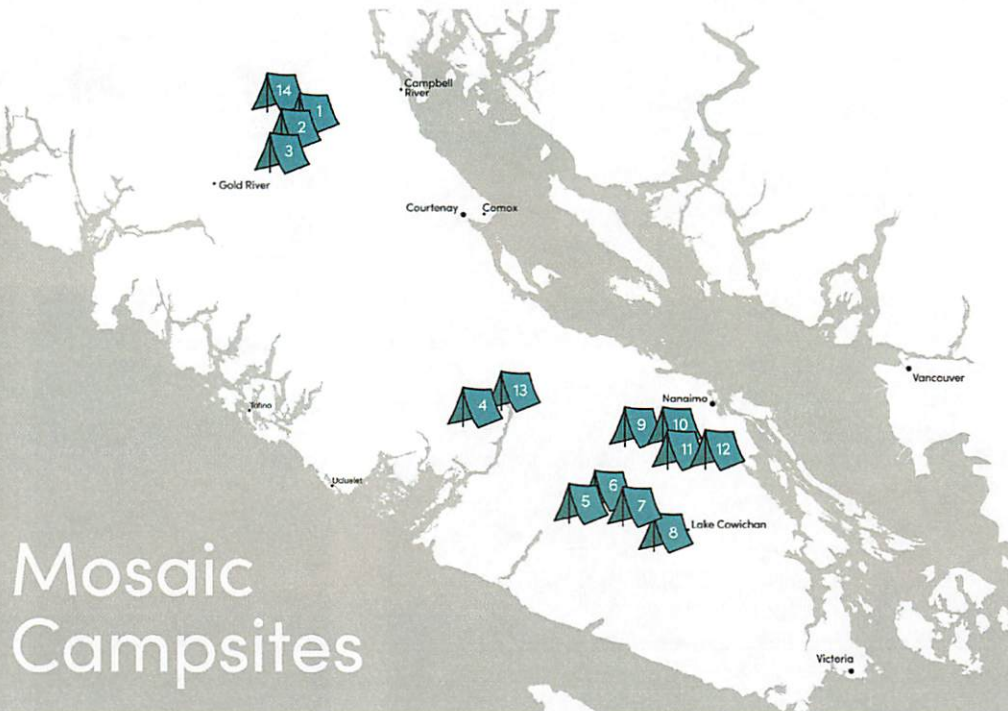 Campbell
River
14
1
2
3
Gold River
Courtenay
Comox
Vancouver
13
4
Tofino
Nanaimo
9
10
11
12
Ucluelet
6
5
7
8
Lake Cowichan
Mosaic
Campsites
Victoria